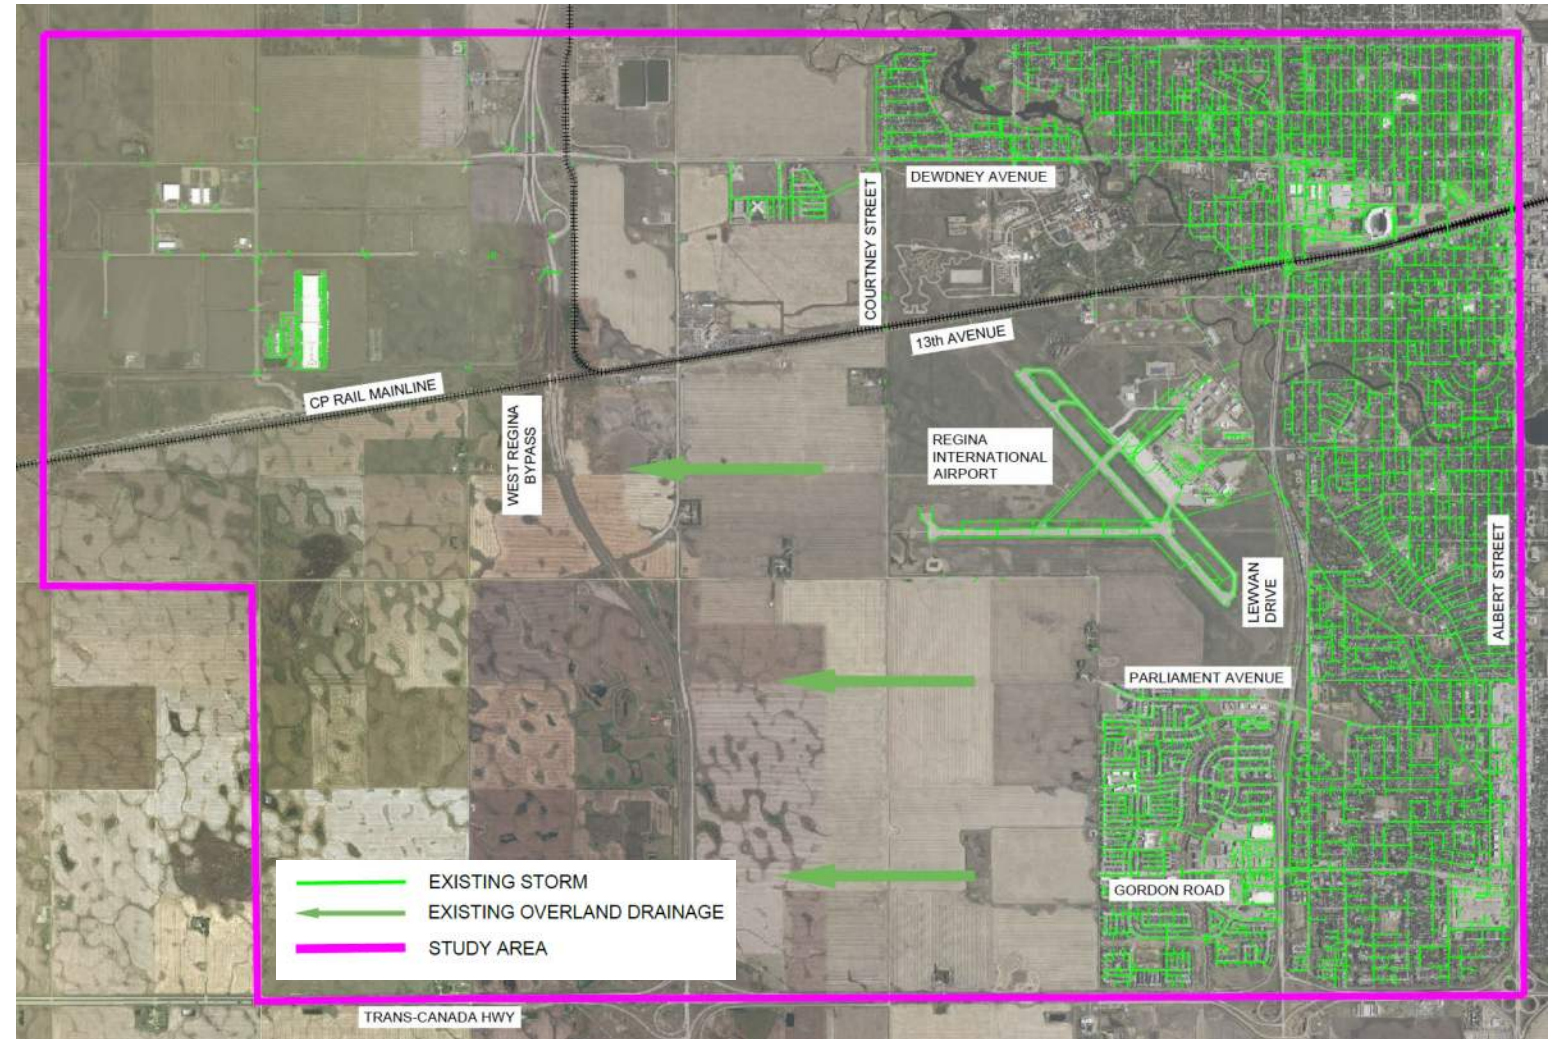 DEWDNEY AVENUE
COURTNEY STREET
13th AVENUE
CP RAIL MAINLINE
WEST REGINA
BYPASS
REGINA
INTERNATIONAL
AIRPORT
LEWVAN
DRIVE
ALBERT STREET
PARLIAMENT AVENUE
GORDON ROAD
EXISTING STORM
EXISTING OVERLAND DRAINAGE
STUDY AREA
TRANS-CANADA HWY